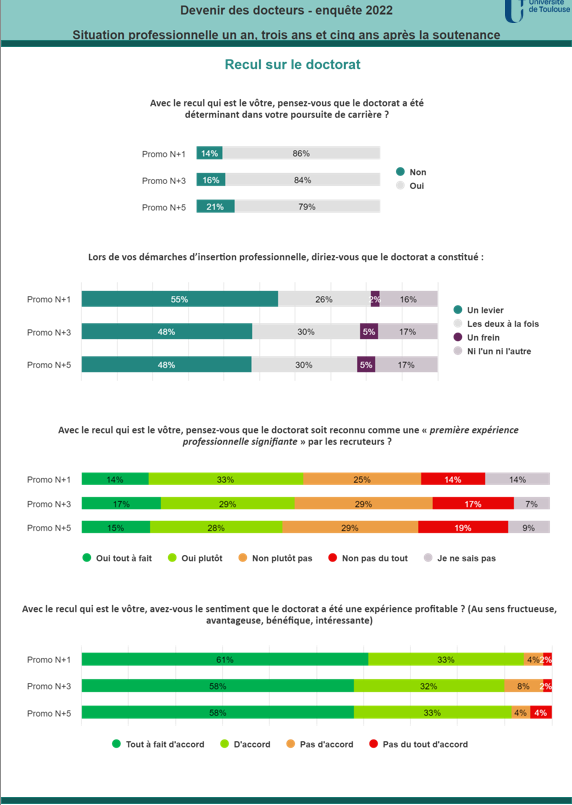 Devenir des docteurs - enquête 2022
Université
de Toulouse
Situation professionnelle un an, trois ans et cinq ans après la soutenance
Recul sur le doctorat
Avec le recul qui est le vôtre, pensez-vous que le doctorat a été
déterminant dans votre poursuite de carrière ?
Promo N+1 14% 86%
Promo N+3 16% 84%
Promo N+5 21% 79%
Non
Oui
Lors de vos démarches d'insertion professionnelle, diriez-vous que le doctorat a constitué :
Promo N+1 55% 26% 2% 16%
Promo N+3 48% 30% 5% 17%
Promo N+5 48% 30% 5% 17%
Un levier
Les deux à la fois
Un frein
Ni l'un ni l'autre
Avec le recul qui est le vôtre, pensez-vous que le doctorat soit reconnu comme une « première expérience
professionnelle signifiante » par les recruteurs ?
Promo N+1 14% 33% 25% 14% 14%
Promo N+3 17% 29% 29% 17% 7%
Promo N+5 15% 28% 29% 19% 9%
Oui tout à fait Oui plutôt Non plutôt pas Non pas du tout Je ne sais pas
Avec le recul qui est le vôtre, avez-vous le sentiment que le doctorat a été une expérience profitable ? (Au sens fructueuse,
avantageuse, bénéfique, intéressante)
Promo N+1 61% 33% 4% 2%
Promo N+3 58% 32% 8% 2%
Promo N+5 58% 33% 4% 4%
Tout à fait d'accord D'accord Pas d'accord Pas du tout d'accord